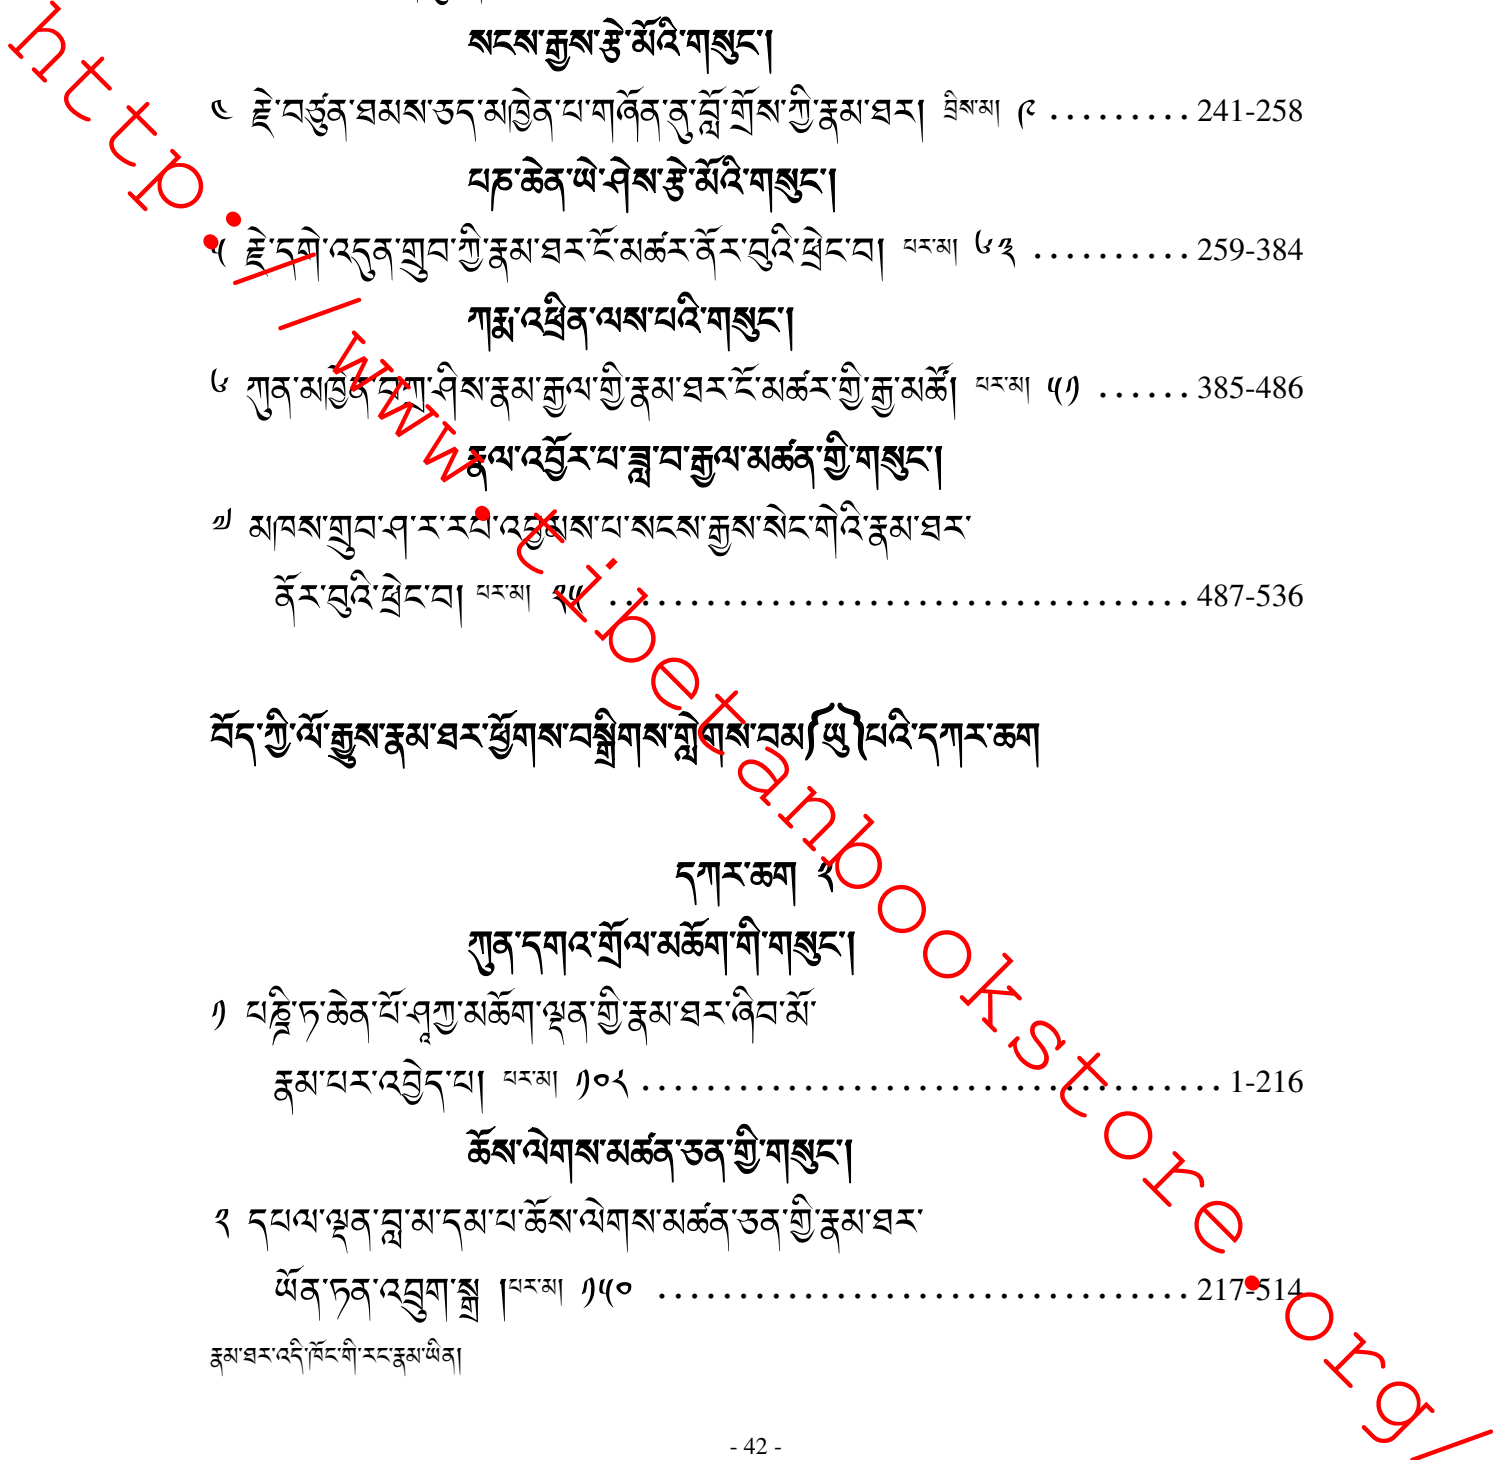 སངས་རྒྱས་རྩེ་མོའི་གསུང་།
༤ རྗེ་བཙུན་ཐམས་ཅད་མཁྱེན་པ་གཞོན་ནུ་བློ་གྲོས་ཀྱི་རྣམ་ཐར། བྲིས་མ། ༩ ......... 241-258
པཎ་ཆེན་ཡེ་ཤེས་རྩེ་མོའི་གསུང་།
༥ རྗེ་དགེ་འདུན་གྲུབ་ཀྱི་རྣམ་ཐར་ངོ་མཚར་ནོར་བུའི་ཕྲེང་བ། པར་མ། ༦༣ .......... 259-384
ཀརྨ་འཕྲིན་ལས་པའི་གསུང་།
༦ ཀུན་མཁྱེན་བཀྲ་ཤིས་རྣམ་རྒྱལ་གྱི་རྣམ་ཐར་ངོ་མཚར་གྱི་རྒྱ་མཚོ། པར་མ། ༥༡ ...... 385-486
རྣལ་འབྱོར་པ་ཟླ་བ་རྒྱལ་མཚན་གྱི་གསུང་།
༧ མཁས་གྲུབ་ཤ་ར་རབ་འབྱམས་པ་སངས་རྒྱས་སེང་གེའི་རྣམ་ཐར་
ནོར་བུའི་ཕྲེང་བ། པར་མ། ༢༥ .................................... 487-536
བོད་ཀྱི་ལོ་རྒྱུས་རྣམ་ཐར་ཕྱོགས་བསྒྲིགས་གླེགས་བམ༼ཡུ༽པའི་དཀར་ཆག
དཀར་ཆག ༢
ཀུན་དགའ་གྲོལ་མཆོག་གི་གསུང་།
༡ པཎྜི་ཏ་ཆེན་པོ་ཤཱཀྱ་མཆོག་ལྡན་གྱི་རྣམ་ཐར་ཞིབ་མོ་
རྣམ་པར་འབྱེད་པ། པར་མ། ༡༠༨ .................................... 1-216
ཆོས་ལེགས་མཚན་ཅན་གྱི་གསུང་།
༢ དཔལ་ལྡན་བླ་མ་དམ་པ་ཆོས་ལེགས་མཚན་ཅན་གྱི་རྣམ་ཐར་
ཡོན་ཏན་འབྲུག་སྒྲ །པར་མ། ༡༥༠ ................................. 217-514
རྣམ་ཐར་འདི་ཁོང་གི་རང་རྣམ་ཡིན།
- 42 -
http://www.tibetanbookstore.org/